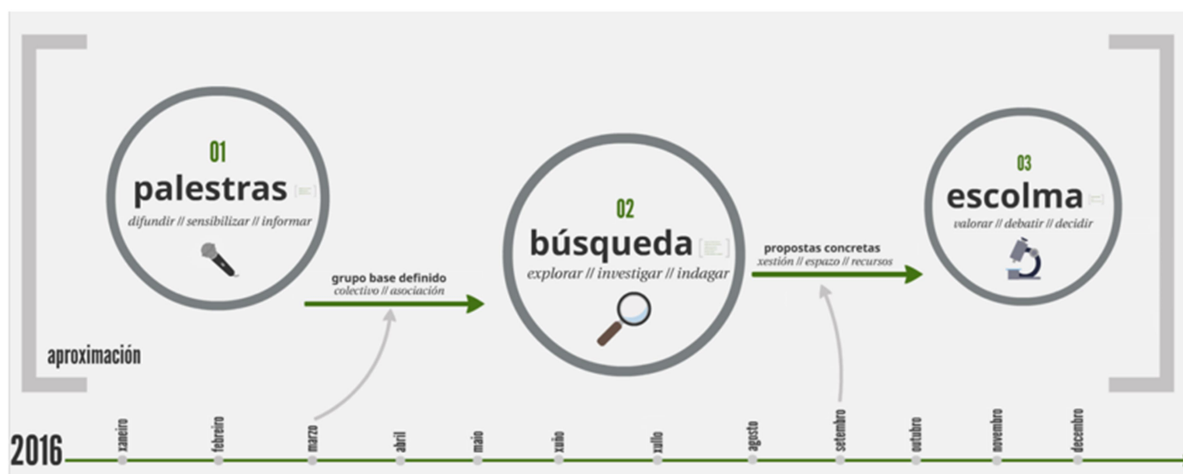 01
palestras
difundir // sensibilizar // informar
grupo base definido
colectivo // asociación
02
búsqueda
explorar // investigar // indagar
propostas concretas
xestión // espazo // recursos
03
escolma
valorar // debatir // decidir
aproximación
2016
xaneiro
febreiro
marzo
abril
maio
xuño
xullo
agosto
setembro
outubro
novembro
decembro